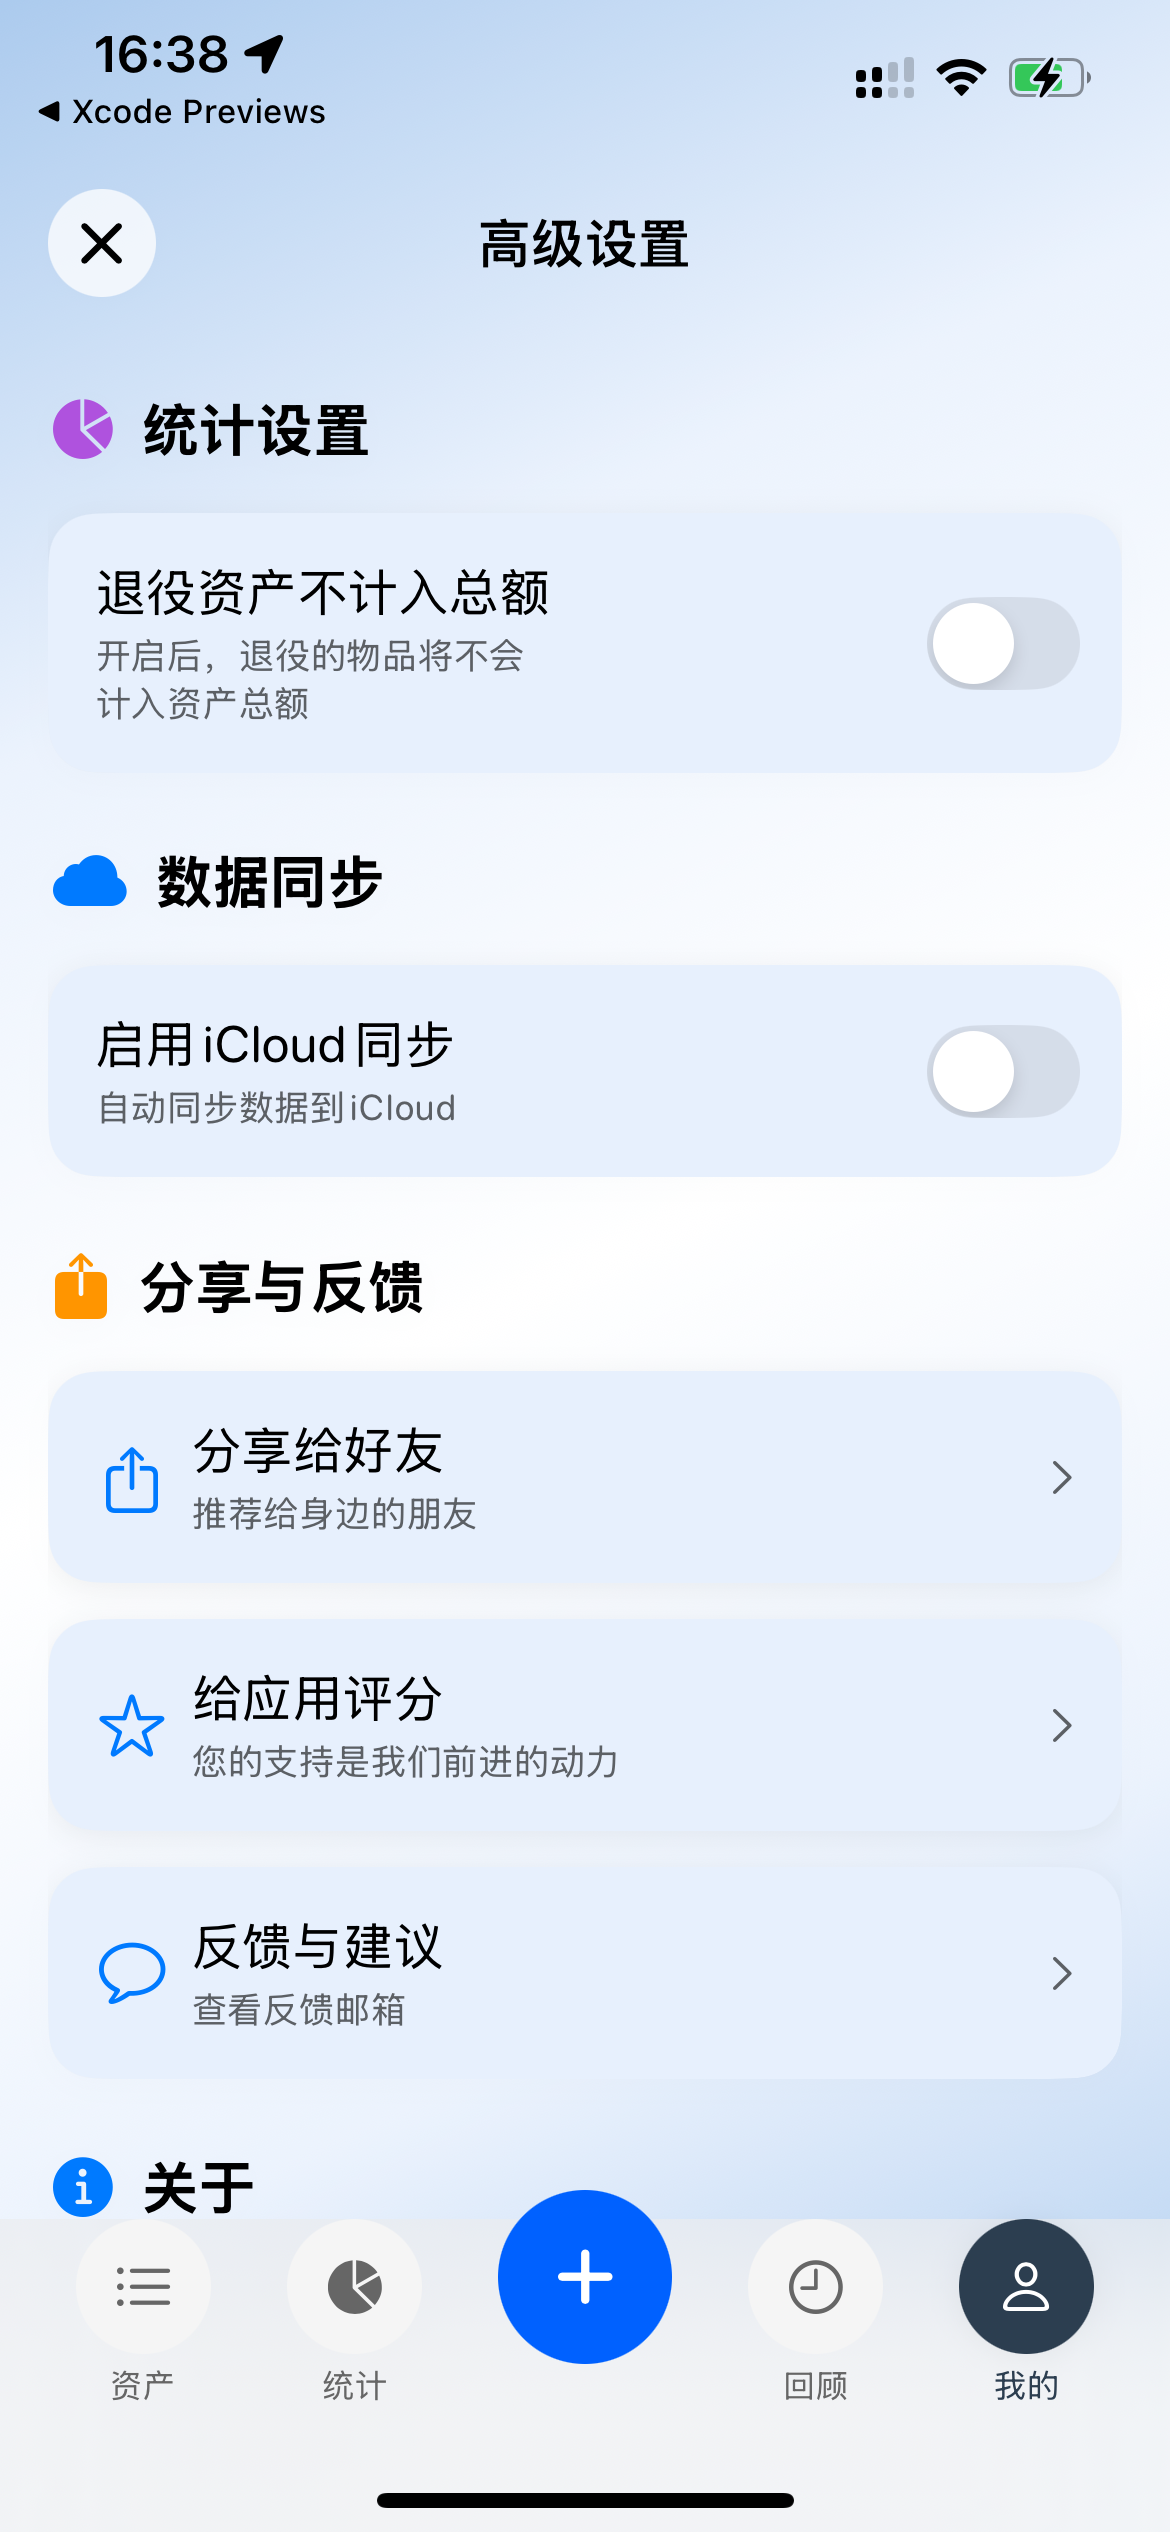 16:38
Xcode Previews
高级设置
统计设置
退役资产不计入总额
开启后，退役的物品将不会
计入资产总额
数据同步
启用 iCloud 同步
自动同步数据到 iCloud
分享与反馈
分享给好友
推荐给身边的朋友
给应用评分
您的支持是我们前进的动力
反馈与建议
查看反馈邮箱
关于
资产
统计
回顾
我的